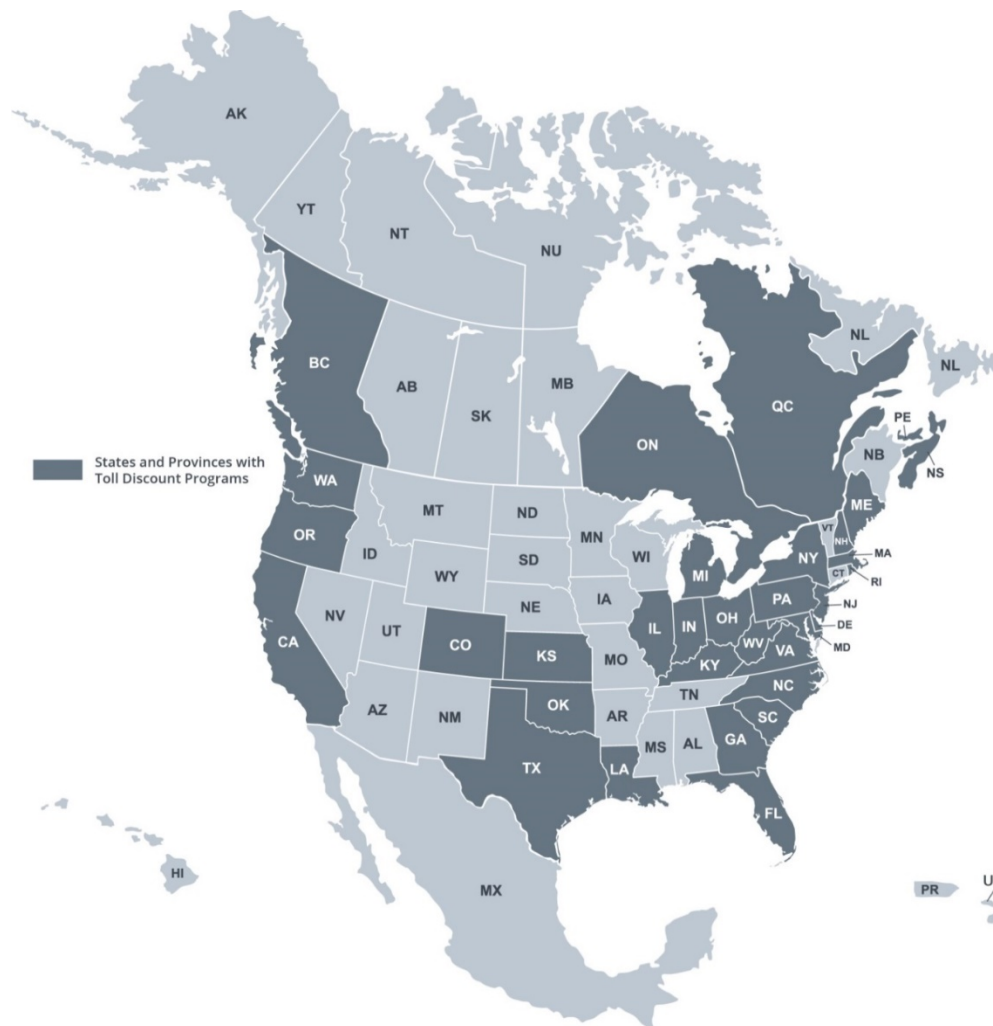 AK
YT
NT
NU
BC
AB
SK
MB
ON
QC
NL
NL
PE
NB
NS
States and Provinces with
Toll Discount Programs
WA
MT
ND
MN
ME
VT
NH
OR
ID
SD
WI
MI
NY
MA
CT
RI
WY
IA
PA
NJ
NE
IL
IN
OH
DE
MD
CA
NV
UT
CO
KS
MO
WV
VA
KY
NC
TN
AZ
NM
OK
AR
SC
MS
AL
GA
TX
LA
FL
HI
MX
PR
U